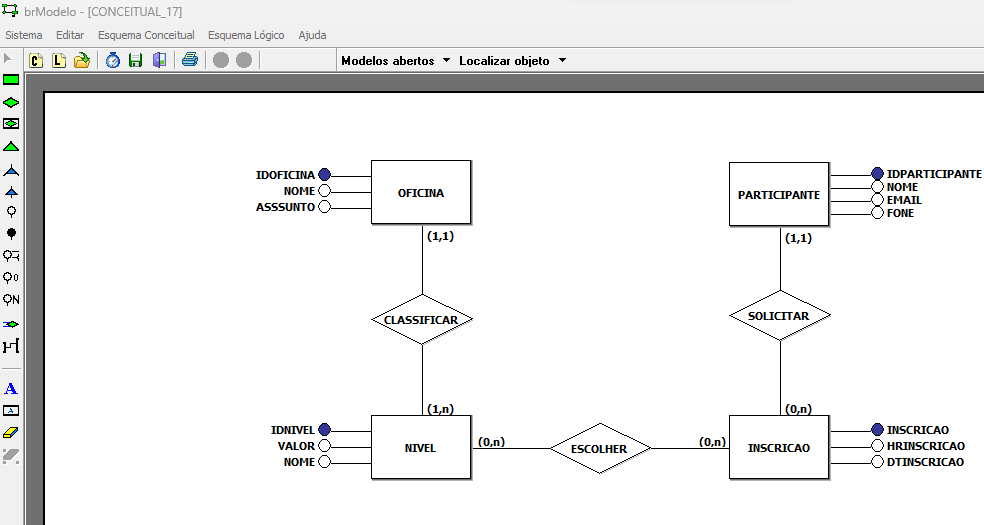 brModelo - [CONCEITUAL_17]
Sistema Editar Esquema Conceitual Esquema Lógico Ajuda
C L Modelos abertos Localizar objeto
IDOFICINA
NOME
ASSSUNTO
OFICINA
(1,1)
PARTICIPANTE
IDPARTICIPANTE
NOME
EMAIL
FONE
(1,1)
CLASSIFICAR
SOLICITAR
(1,n)
(0,n)
IDNIVEL
VALOR
NOME
NIVEL
(0,n)
ESCOLHER
(0,n)
INSCRICAO
INSCRICAO
HRINSCRICAO
DTINSCRICAO
0
N
A
A